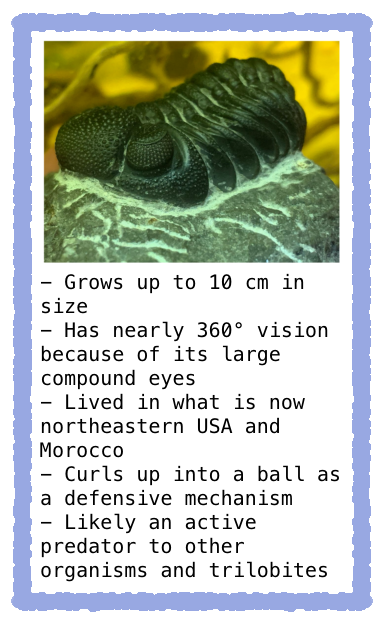 – Grows up to 10 cm in
size
– Has nearly 360° vision
because of its large
compound eyes
– Lived in what is now
northeastern USA and
Morocco
– Curls up into a ball as
a defensive mechanism
– Likely an active
predator to other
organisms and trilobites